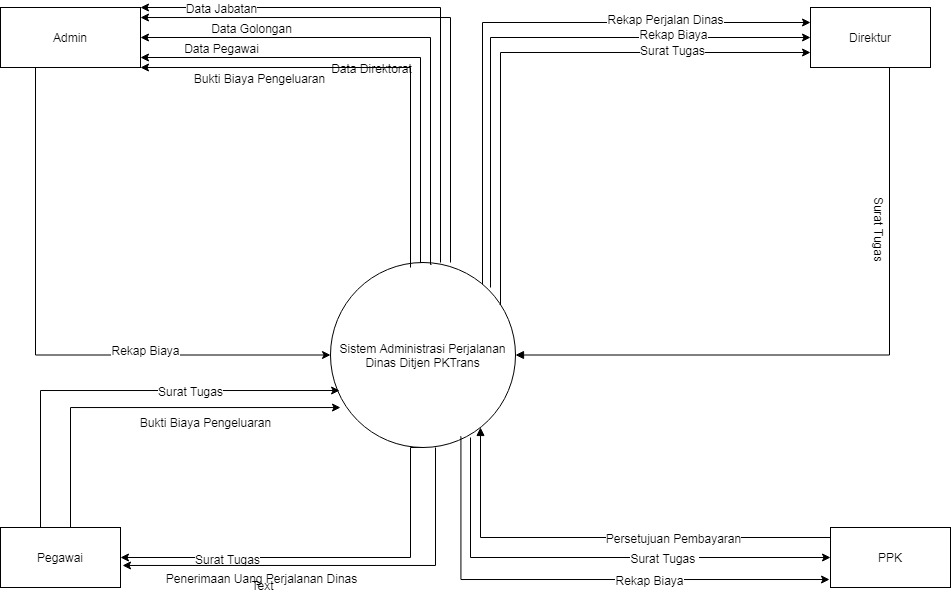 Data Jabatan
Admin
Data Golongan
Data Pegawai
Data Direktorat
Bukti Biaya Pengeluaran
Rekap Perjalan Dinas
Rekap Biaya
Surat Tugas
Direktur
Surat Tugas
Rekap Biaya
Sistem Administrasi Perjalanan
Dinas Ditjen PKTrans
Surat Tugas
Bukti Biaya Pengeluaran
Pegawai
Surat Tugas
Penerimaan Uang Perjalanan Dinas
Text
Persetujuan Pembayaran
Surat Tugas
Rekap Biaya
PPK